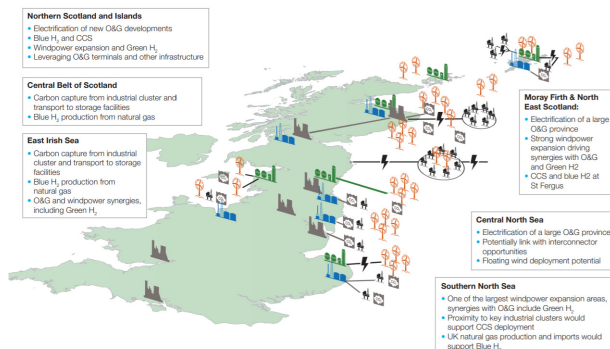 Northern Scotland and Islands
• Electrification of new O&G developments
• Blue H₂ and CCS
• Windpower expansion and Green H₂
• Leveraging O&G terminals and other infrastructure
Central Belt of Scotland
• Carbon capture from industrial cluster and
transport to storage facilities
• Blue H₂ production from natural gas
East Irish Sea
• Carbon capture from industrial
cluster and transport to storage
facilities
• Blue H₂ production from
natural gas
• O&G and windpower synergies,
including Green H₂
Moray Firth & North
East Scotland:
• Electrification of a large
O&G province
• Strong windpower
expansion driving
synergies with O&G
and Green H2
• CCS and blue H2 at
St Fergus
Central North Sea
• Electrification of a large O&G province
• Potentially link with interconnector
opportunities
• Floating wind deployment potential
Southern North Sea
• One of the largest windpower expansion areas,
synergies with O&G include Green H₂
• Proximity to key industrial clusters would
support CCS deployment
• UK natural gas production and imports would
support Blue H₂